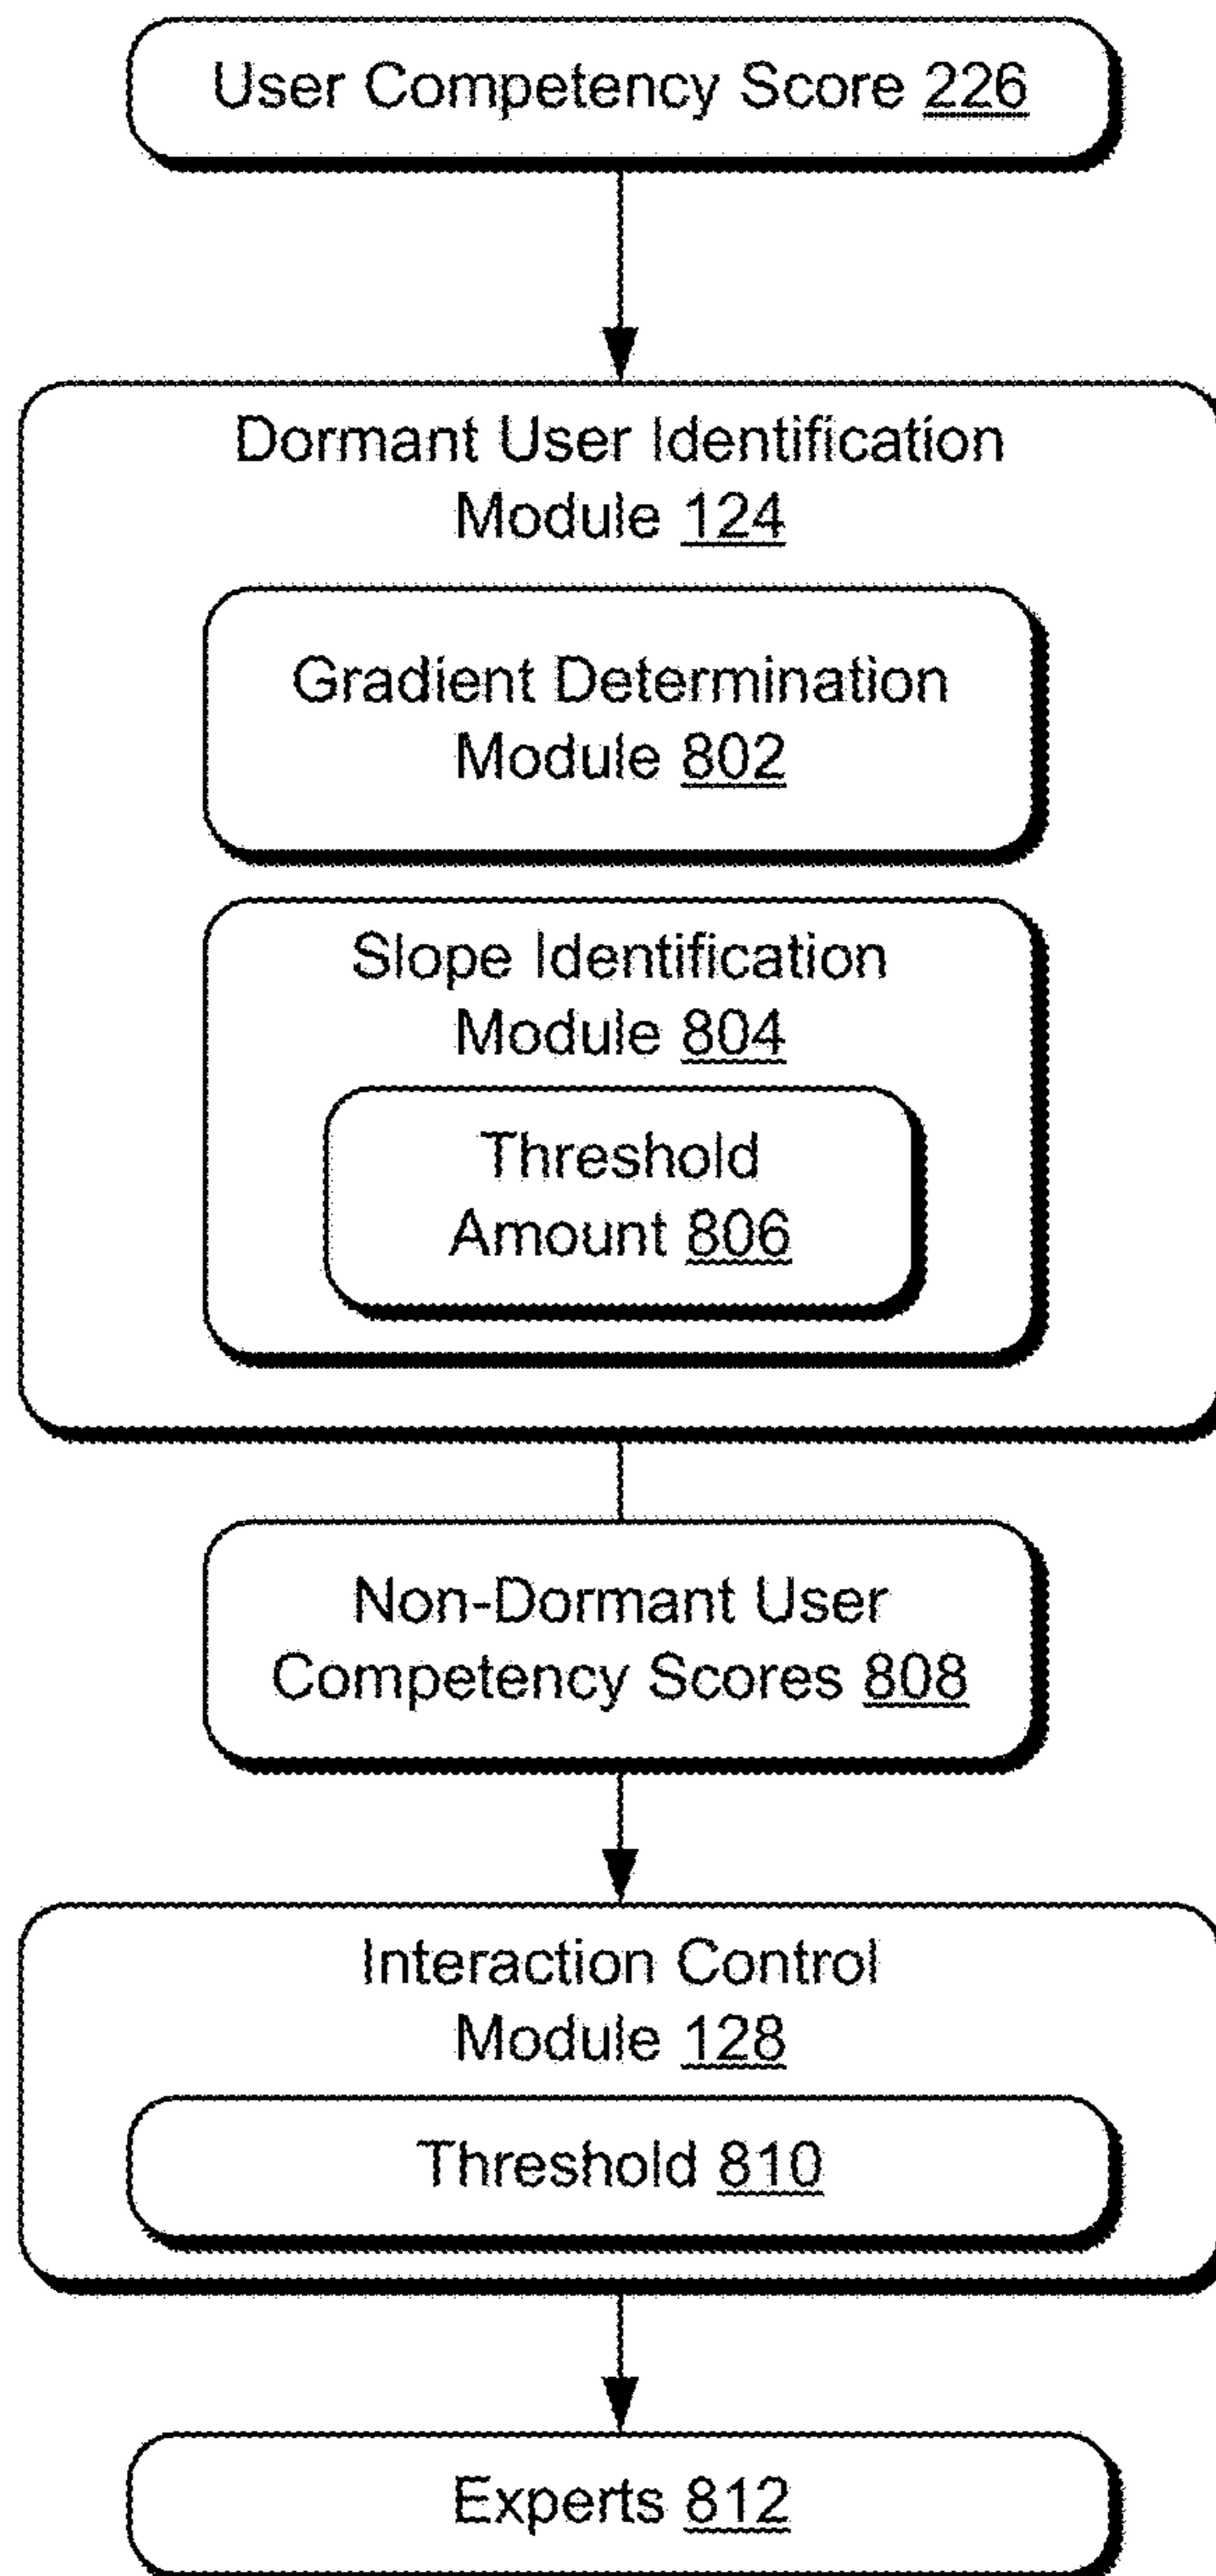 User Competency Score 226
Dormant User Identification
Module 124
Gradient Determination
Module 802
Slope Identification
Module 804
Threshold
Amount 806
Non-Dormant User
Competency Scores 808
Interaction Control
Module 128
Threshold 810
Experts 812